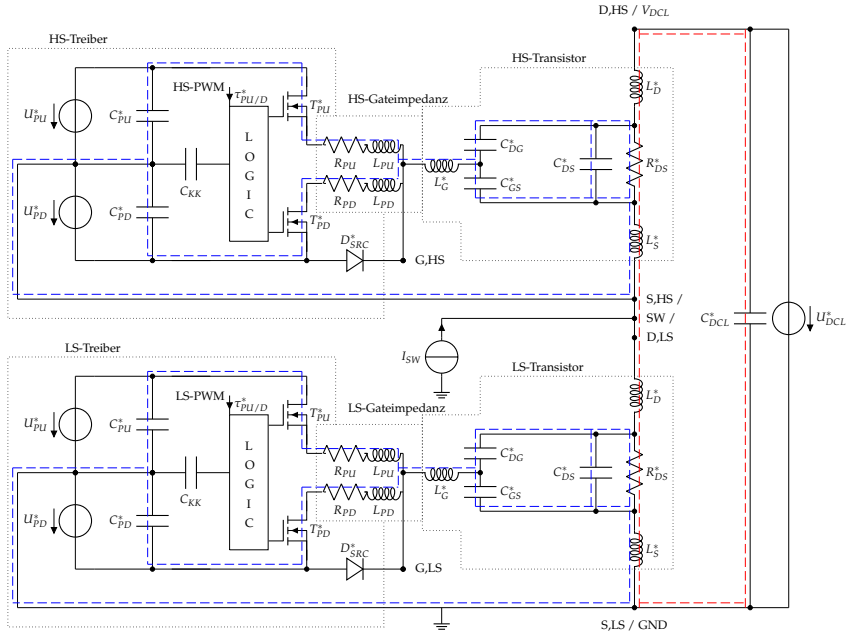 D,HS / V_DCL
HS-Treiber
HS-Transistor
L*_D
HS-PWM
τ*_PU/D
T*_PU
HS-Gateimpedanz
U*_PU
C*_PU
L
O
G
I
C
R_PU
L_PU
C*_DG
C*_DS
R*_DS
C_KK
L*_G
C*_GS
U*_PD
C*_PD
R_PD
L_PD
T*_PD
D*_SRC
G,HS
L*_S
S,HS /
SW /
D,LS
C*_DCL
U*_DCL
I_SW
LS-Treiber
LS-Transistor
L*_D
LS-PWM
τ*_PU/D
T*_PU
LS-Gateimpedanz
U*_PU
C*_PU
L
O
G
I
C
R_PU
L_PU
C*_DG
C*_DS
R*_DS
C_KK
L*_G
C*_GS
U*_PD
C*_PD
R_PD
L_PD
T*_PD
D*_SRC
G,LS
L*_S
S,LS / GND